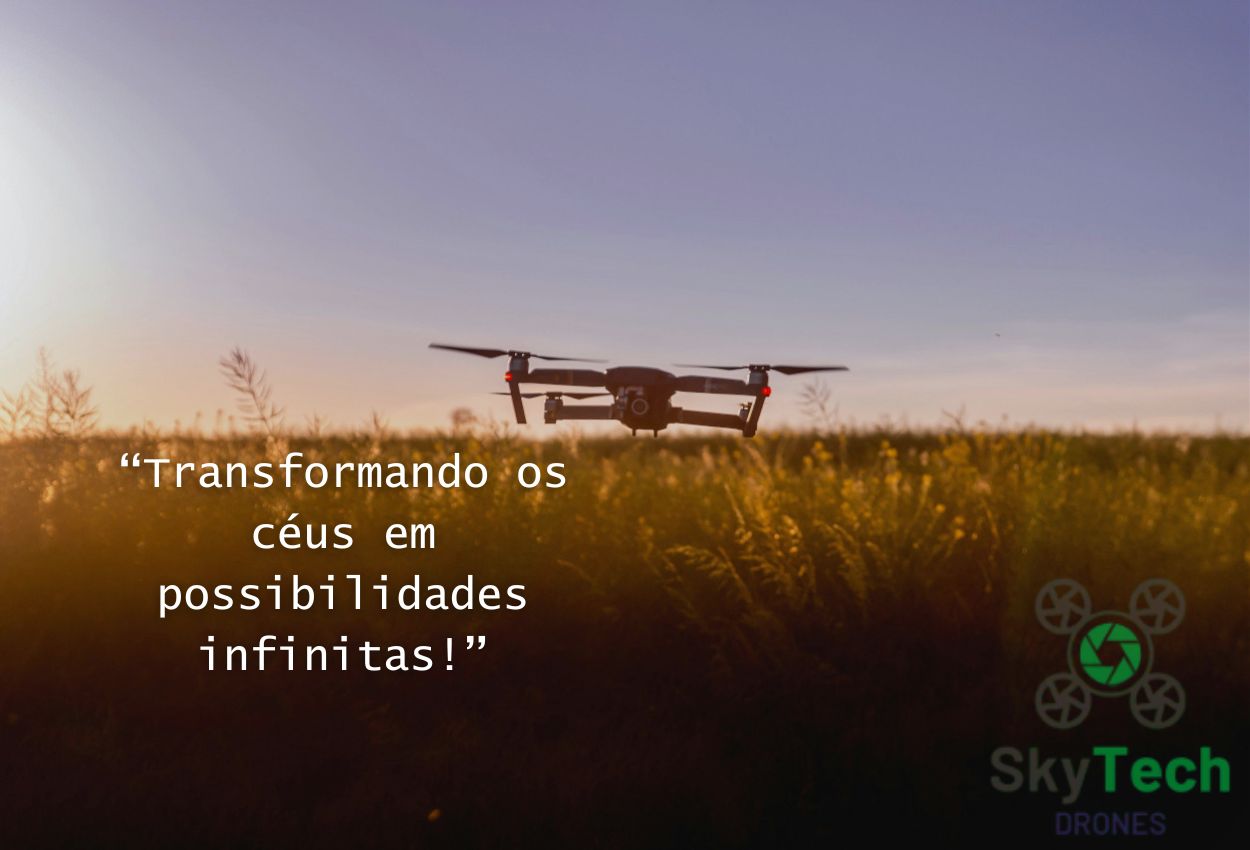 “Transformando os
céus em
possibilidades
infinitas!”
SkyTech
DRONES